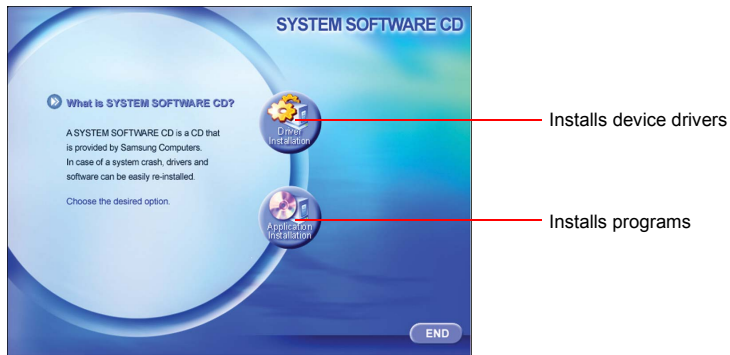 SYSTEM SOFTWARE CD
What is SYSTEM SOFTWARE CD?
A SYSTEM SOFTWARE CD is a CD that
is provided by Samsung Computers.
In case of a system crash, drivers and
software can be easily re-installed.
Choose the desired option.
Driver
Installation
Installs device drivers
Application
Installation
Installs programs
END